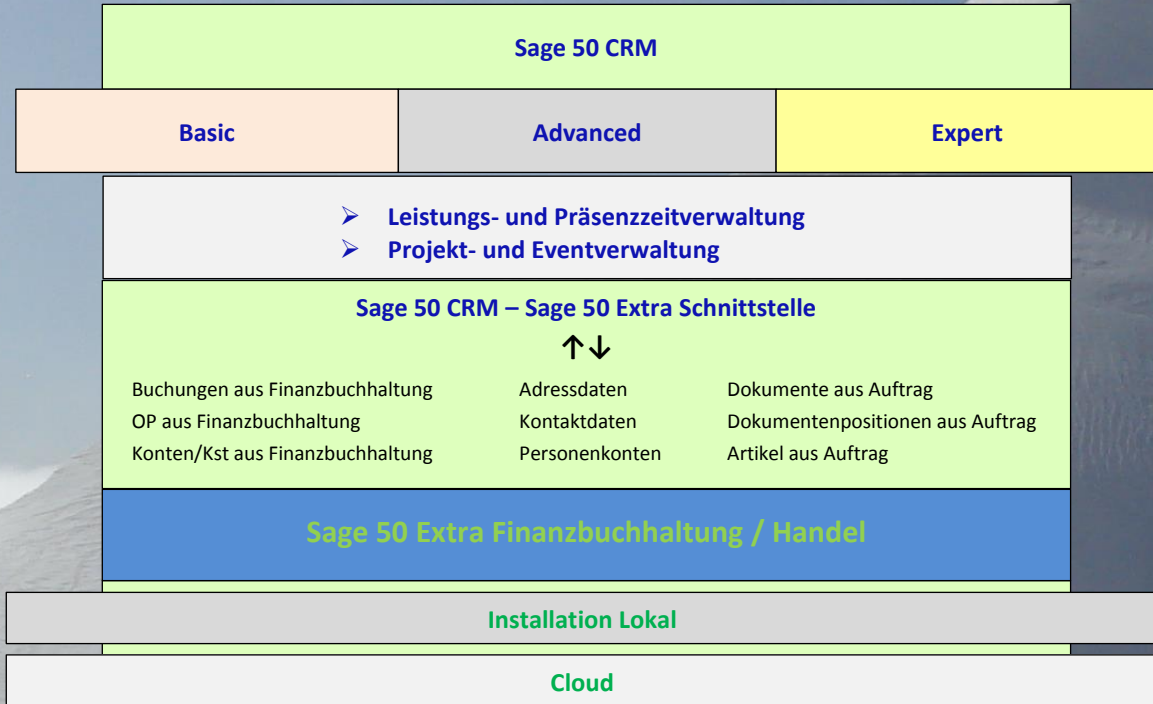 Sage 50 CRM
Basic
Advanced
Expert
➢ Leistungs- und Präsenzzeitverwaltung
➢ Projekt- und Eventverwaltung
Sage 50 CRM – Sage 50 Extra Schnittstelle
↑↓
Buchungen aus Finanzbuchhaltung
OP aus Finanzbuchhaltung
Konten/Kst aus Finanzbuchhaltung
Adressdaten
Kontaktdaten
Personenkonten
Dokumente aus Auftrag
Dokumentenpositionen aus Auftrag
Artikel aus Auftrag
Sage 50 Extra Finanzbuchhaltung / Handel
Installation Lokal
Cloud